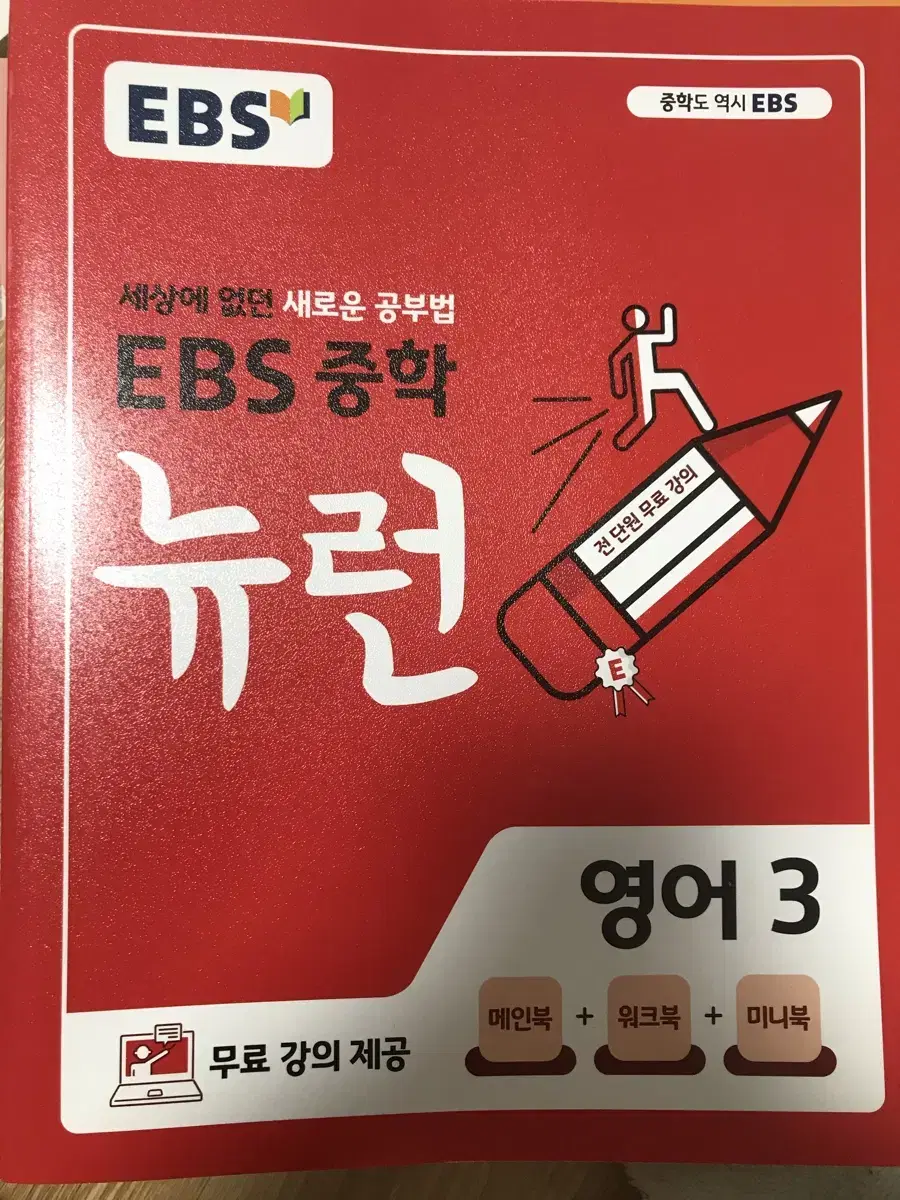 EBS
중학도 역시 EBS
세상에 없던 새로운 공부법
EBS 중학
뉴런
전 단원 무료 강의
E
영어 3
메인북 + 워크북 + 미니북
무료 강의 제공